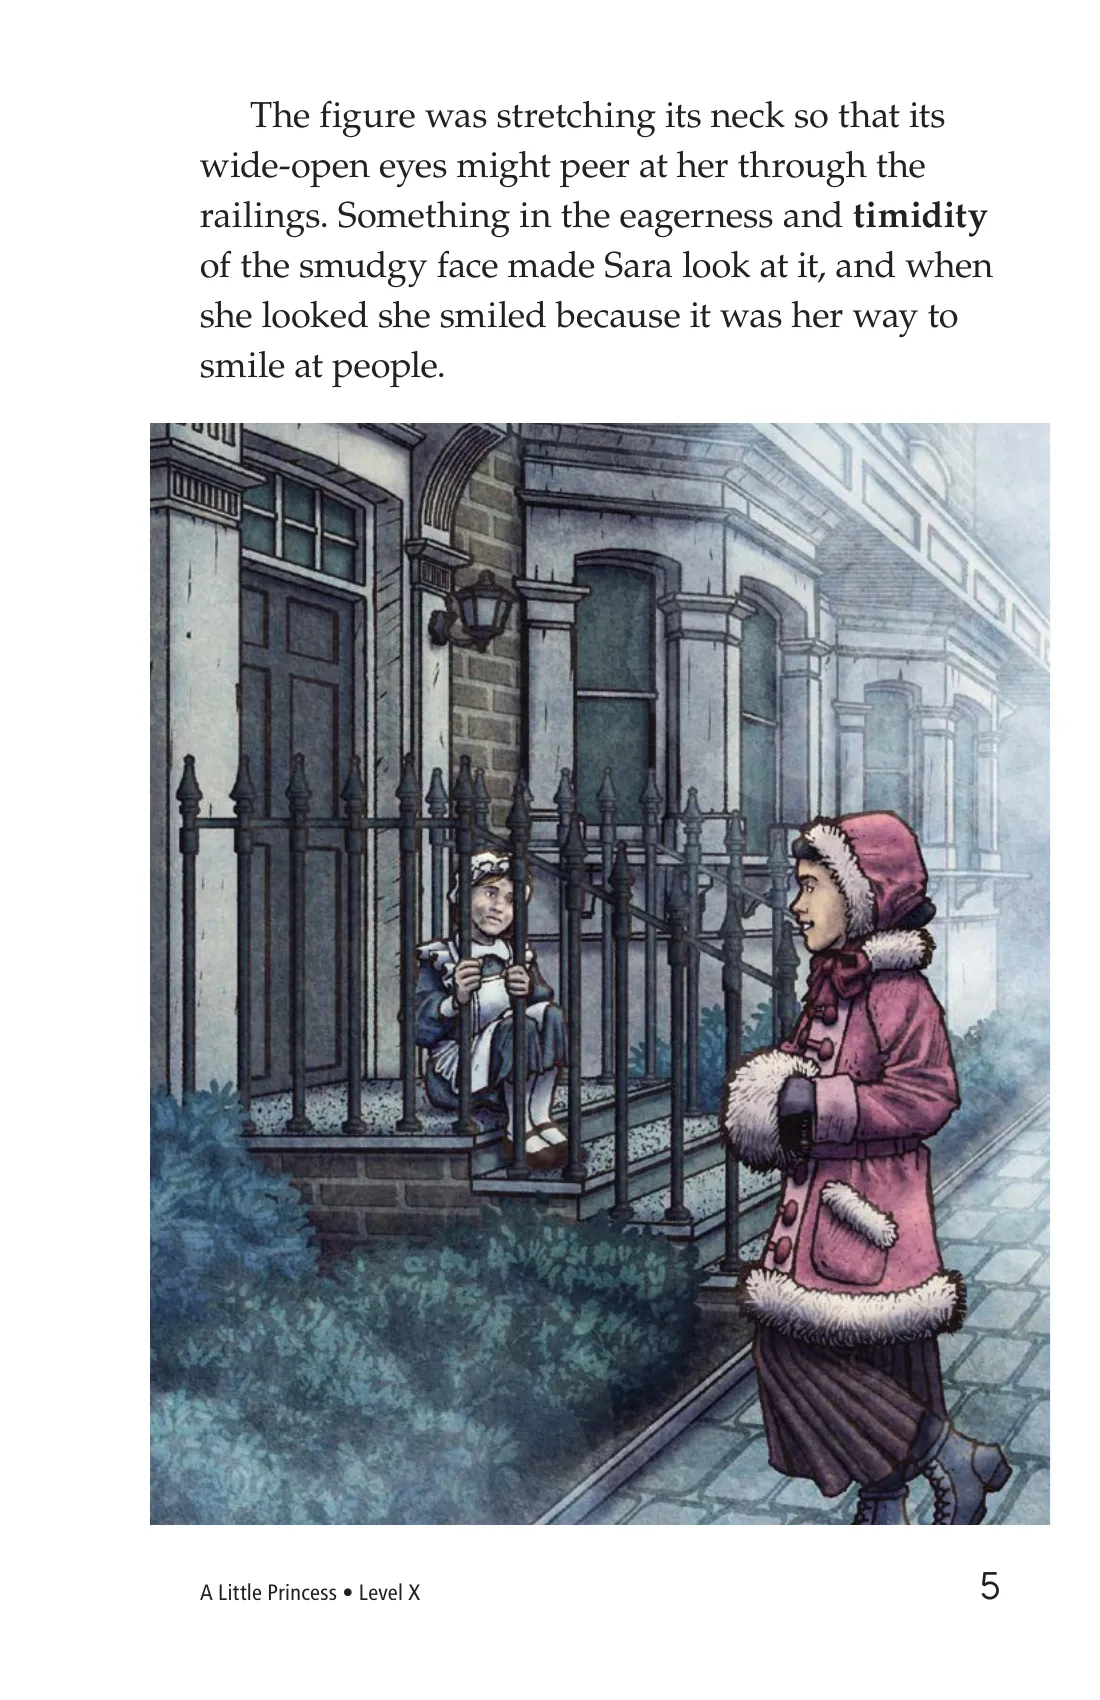 The figure was stretching its neck so that its
wide-open eyes might peer at her through the
railings. Something in the eagerness and timidity
of the smudgy face made Sara look at it, and when
she looked she smiled because it was her way to
smile at people.
A Little Princess • Level X
5